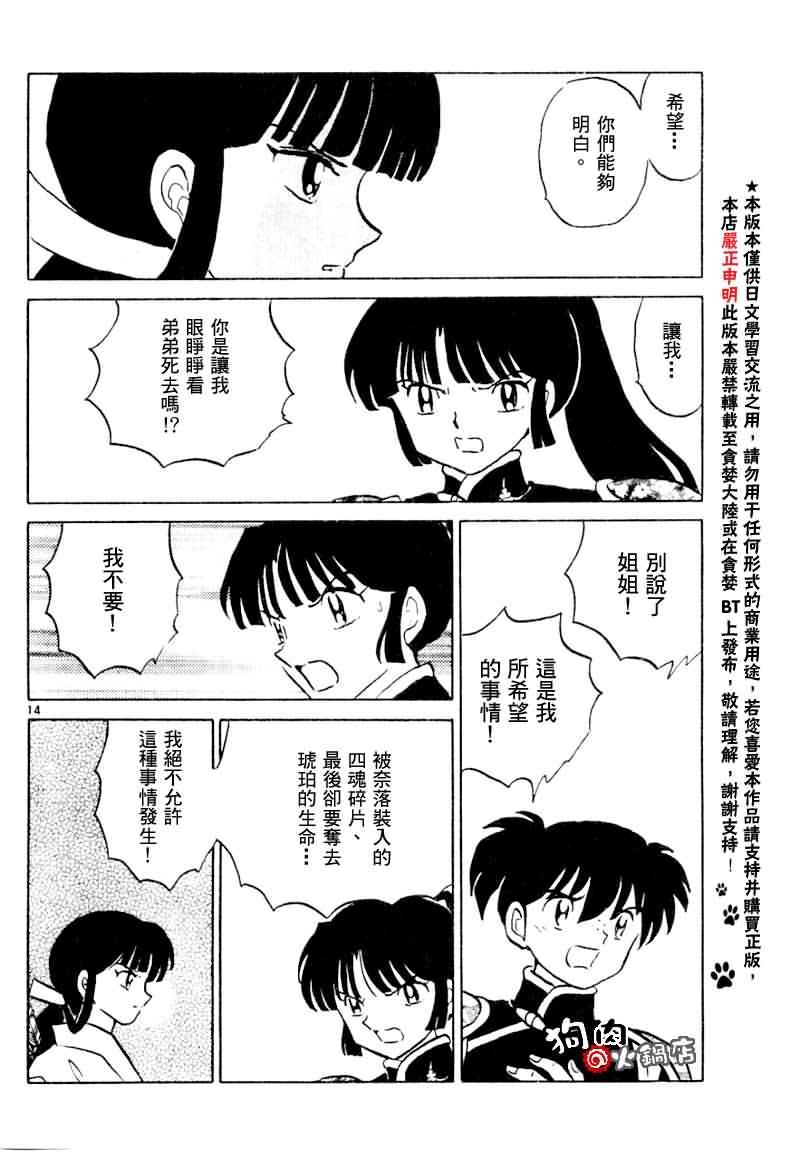 希望…
你們能夠
明白。
讓我…
你是讓我
眼睜睜看
弟弟死去嗎!?
別說了
姐姐！
這是我
所希望
的事情！
我不要！
14
被奈落裝入的
四魂碎片、
最後卻要奪去
琥珀的生命…
我絕不允許
這種事情發生！
狗肉火鍋店
★本版本僅供日文學習交流之用，請勿用于任何形式的商業用途，若您喜愛本作品請支持并購買正版，
本店嚴正申明此版本嚴禁轉載至貪婪大陸或在貪婪 BT 上發布，敬請理解，謝謝支持！